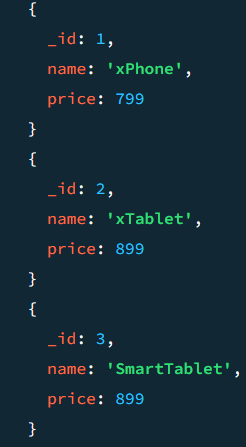 {
_id: 1,
name: 'xPhone',
price: 799
}
{
_id: 2,
name: 'xTablet',
price: 899
}
{
_id: 3,
name: 'SmartTablet',
price: 899
}